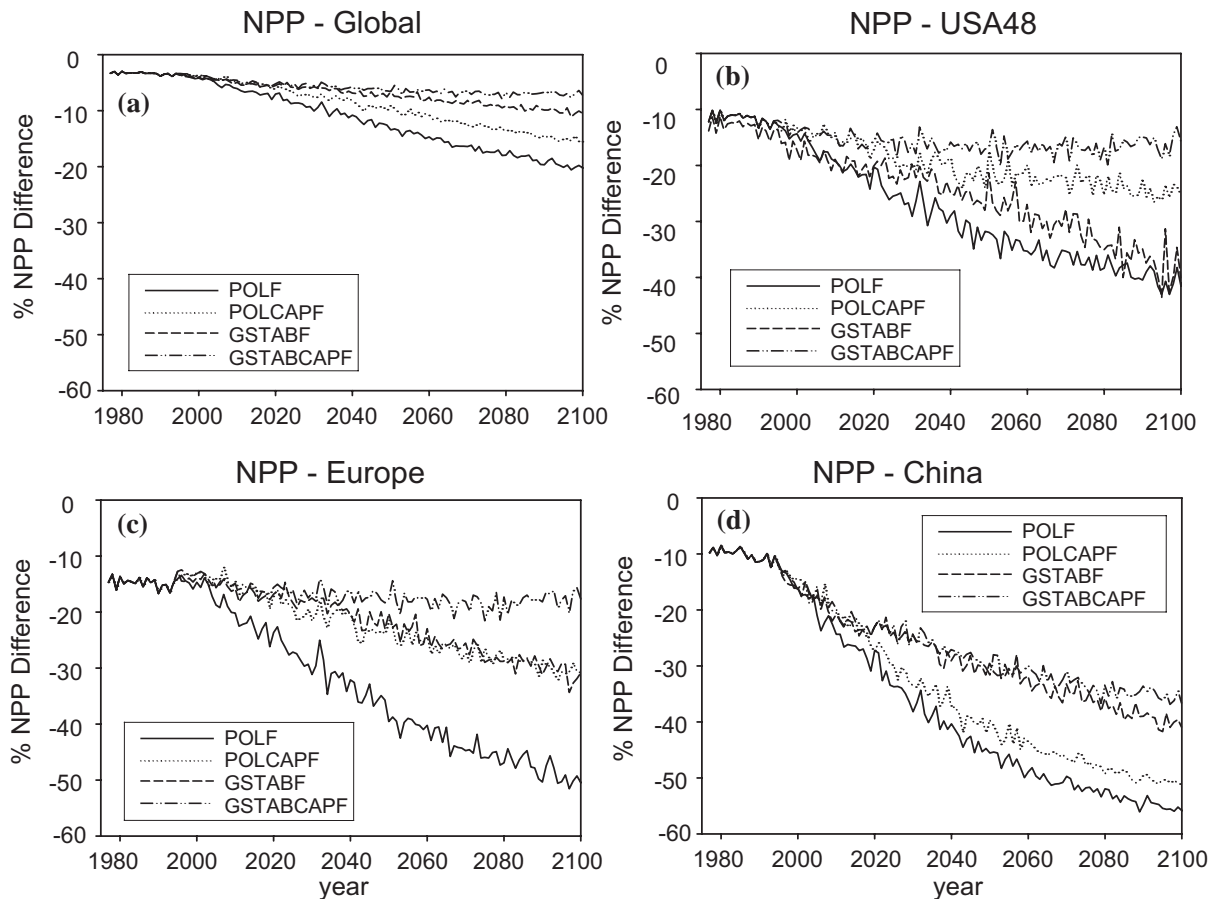 NPP - Global
%
0
-10
-20
-30
-40
-50
-60
% NPP Difference
(a)
POLF
POLCAPF
GSTABF
GSTABCAPF
1980 2000 2020 2040 2060 2080 2100
NPP - USA48
0
-10
-20
-30
-40
-50
-60
% NPP Difference
(b)
POLF
POLCAPF
GSTABF
GSTABCAPF
1980 2000 2020 2040 2060 2080 2100
NPP - Europe
0
-10
-20
-30
-40
-50
-60
% NPP Difference
(c)
POLF
POLCAPF
GSTABF
GSTABCAPF
1980 2000 2020 2040 2060 2080 2100
year
NPP - China
0
-10
-20
-30
-40
-50
-60
% NPP Difference
(d)
POLF
POLCAPF
GSTABF
GSTABCAPF
1980 2000 2020 2040 2060 2080 2100
year